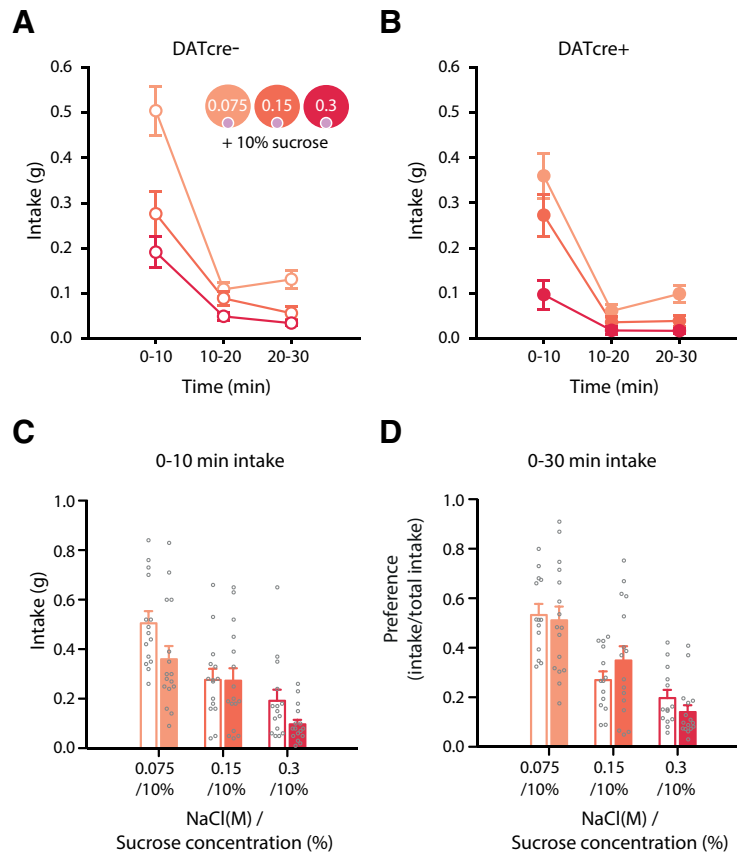 A
DATcre-
0.6
0.5
0.4
0.3
0.2
0.1
0.0
Intake (g)
0.075 0.15 0.3
+ 10% sucrose
0-10 10-20 20-30
Time (min)
B
DATcre+
0.6
0.5
0.4
0.3
0.2
0.1
0.0
Intake (g)
0-10 10-20 20-30
Time (min)
C
0-10 min intake
1.0
0.8
0.6
0.4
0.2
0.0
Intake (g)
0.075 0.15 0.3
/10% /10% /10%
NaCl(M) /
Sucrose concentration (%)
D
0-30 min intake
1.0
0.8
0.6
0.4
0.2
0.0
Preference
(intake/total intake)
0.075 0.15 0.3
/10% /10% /10%
NaCl(M) /
Sucrose concentration (%)